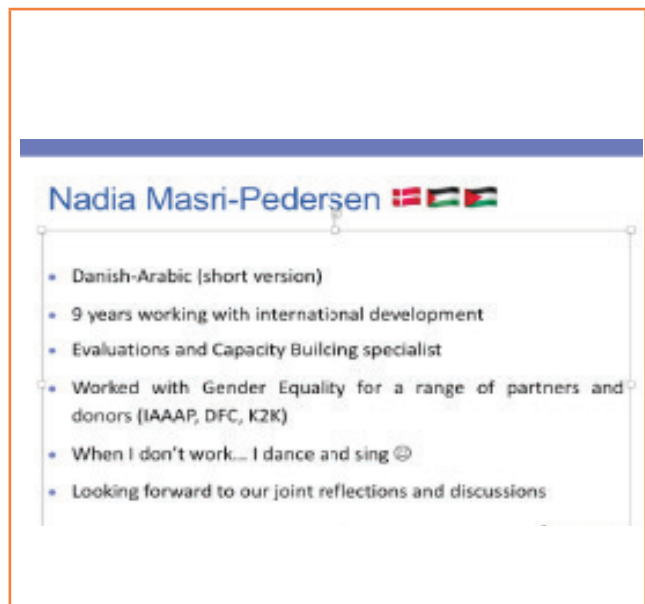 Nadia Masri-Pedersen 🇩🇰🇵🇸🇯🇴
• Danish-Arabic (short version)
• 9 years working with international development
• Evaluations and Capacity Building specialist
• Worked with Gender Equality for a range of partners and
donors (IAAAP, DFC, K2K)
• When I don't work... I dance and sing ☺
• Looking forward to our joint reflections and discussions